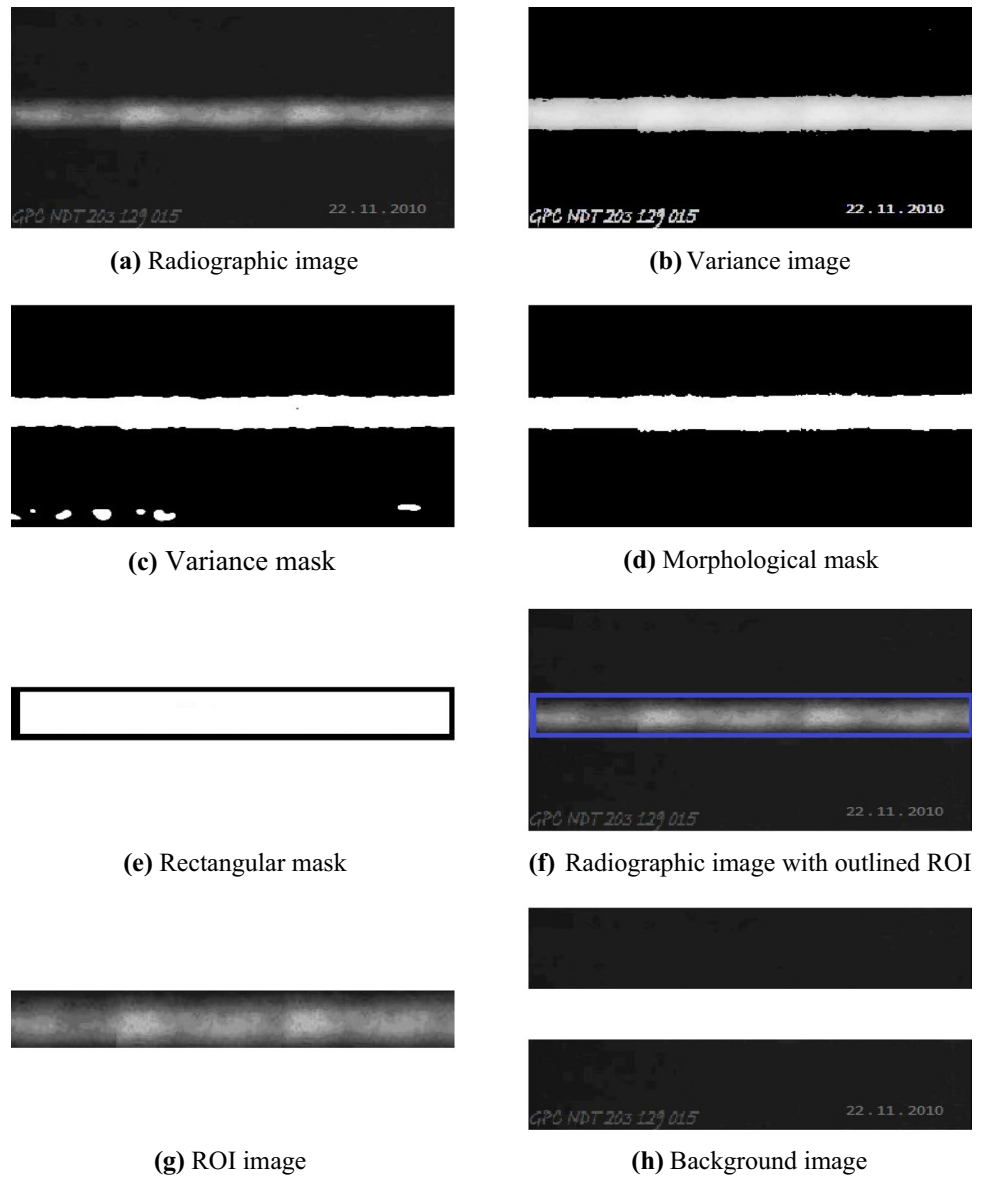 GPC NDT 203 129 015
22.11.2010
GPC NDT 203 129 015
22.11.2010
(a) Radiographic image
(b) Variance image
(c) Variance mask
(d) Morphological mask
GPC NDT 203 129 015
22.11.2010
(e) Rectangular mask
(f) Radiographic image with outlined ROI
GPC NDT 203 129 015
22.11.2010
(g) ROI image
(h) Background image